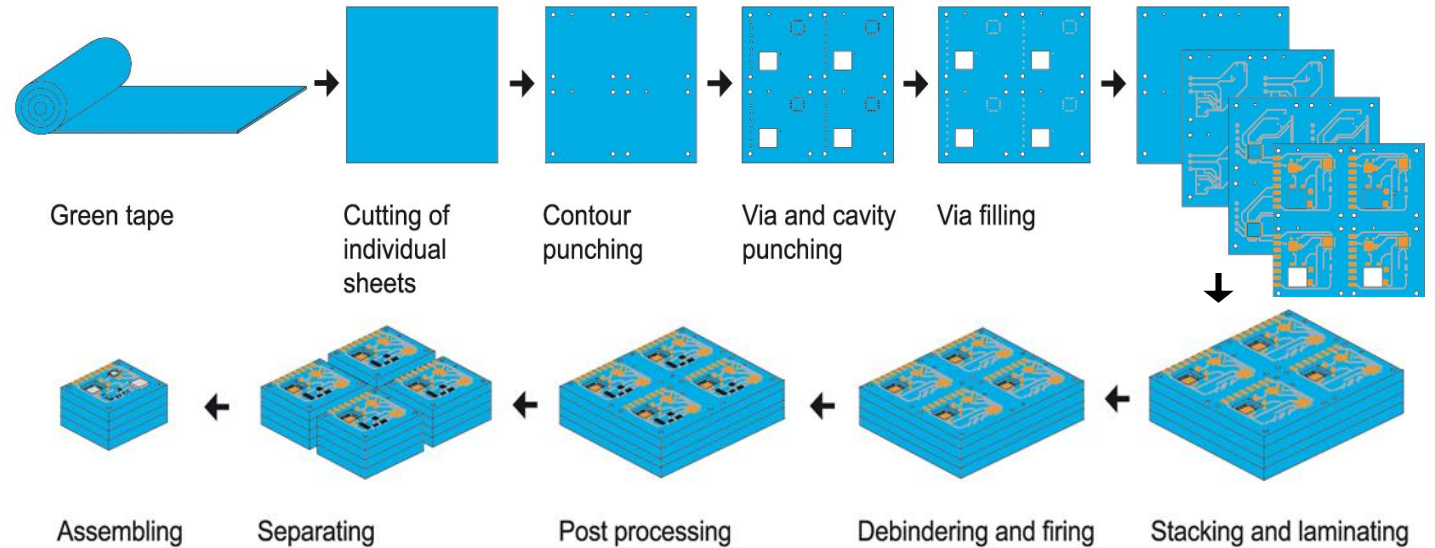 Green tape
Cutting of
individual
sheets
Contour
punching
Via and cavity
punching
Via filling
Assembling
Separating
Post processing
Debindering and firing
Stacking and laminating